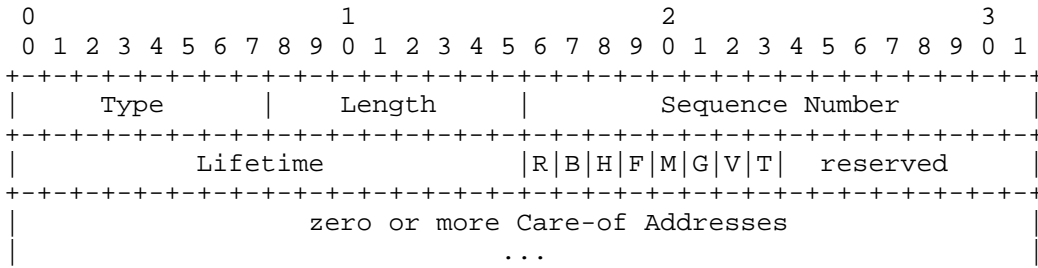 0                   1                   2                   3
 0 1 2 3 4 5 6 7 8 9 0 1 2 3 4 5 6 7 8 9 0 1 2 3 4 5 6 7 8 9 0 1
+-+-+-+-+-+-+-+-+-+-+-+-+-+-+-+-+-+-+-+-+-+-+-+-+-+-+-+-+-+-+-+-+
|     Type      |    Length     |        Sequence Number        |
+-+-+-+-+-+-+-+-+-+-+-+-+-+-+-+-+-+-+-+-+-+-+-+-+-+-+-+-+-+-+-+-+
|           Lifetime            |R|B|H|F|M|G|V|T|   reserved    |
+-+-+-+-+-+-+-+-+-+-+-+-+-+-+-+-+-+-+-+-+-+-+-+-+-+-+-+-+-+-+-+-+
|                  zero or more Care-of Addresses               |
|                              ...                              |